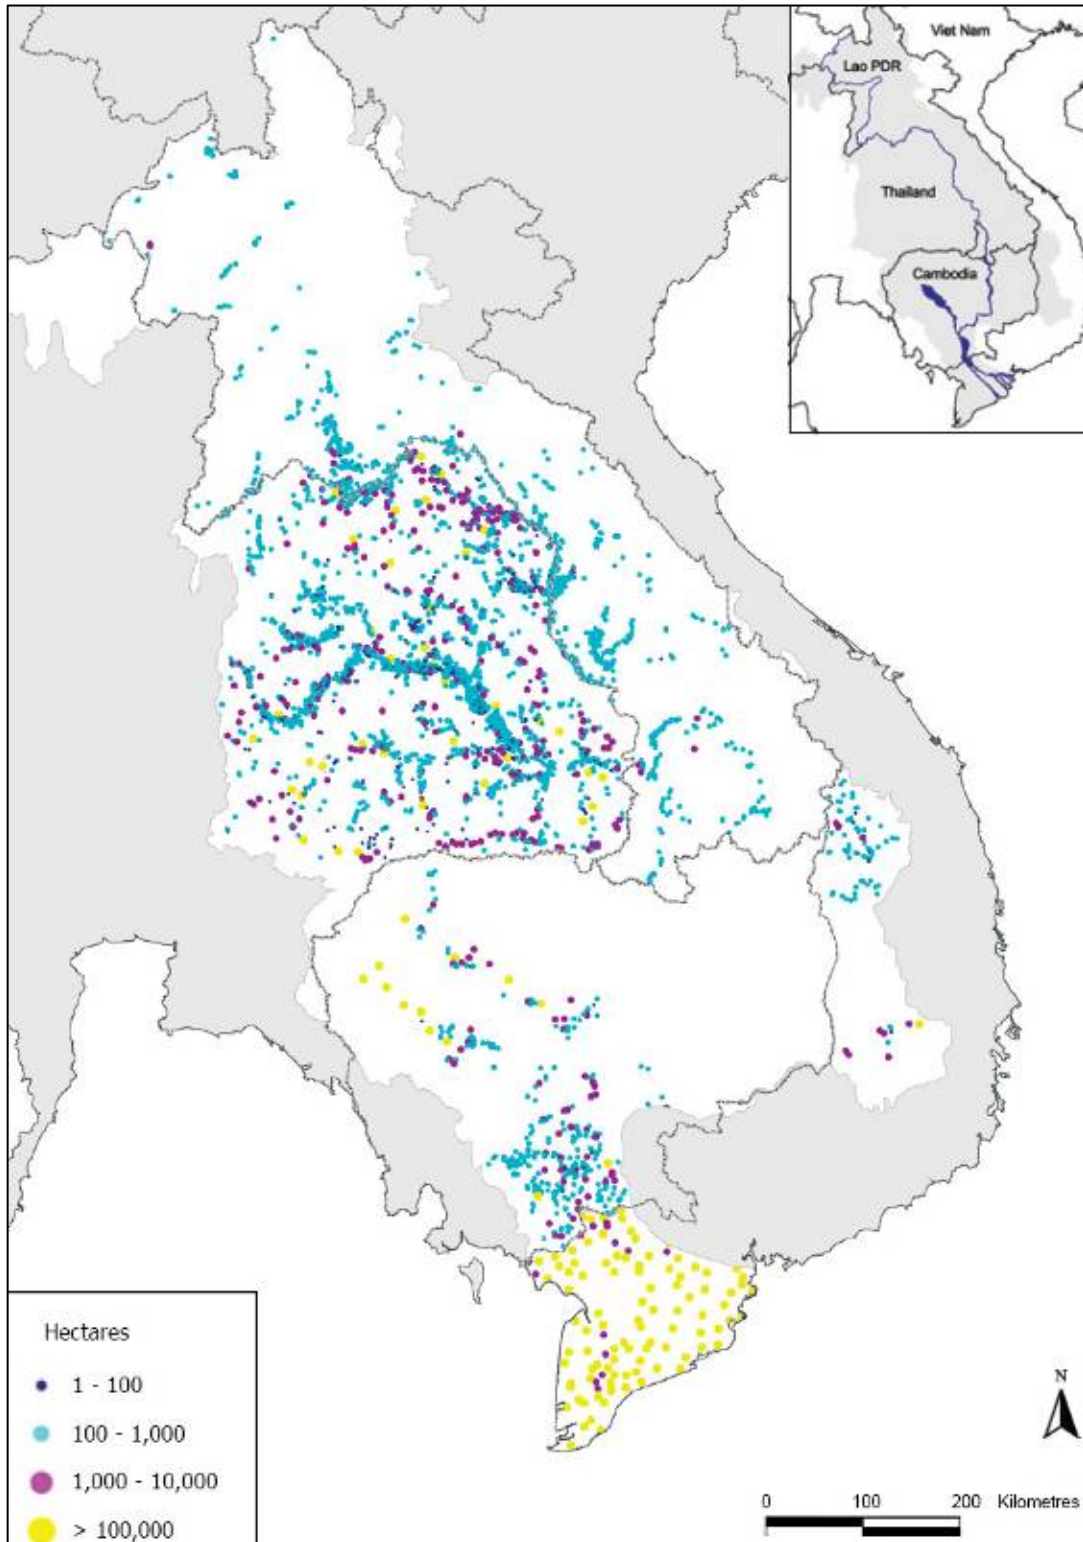 Viet Nam
Lao PDR
Thailand
Cambodia
Hectares
1 - 100
100 - 1,000
1,000 - 10,000
> 100,000
N
0 100 200 Kilometres